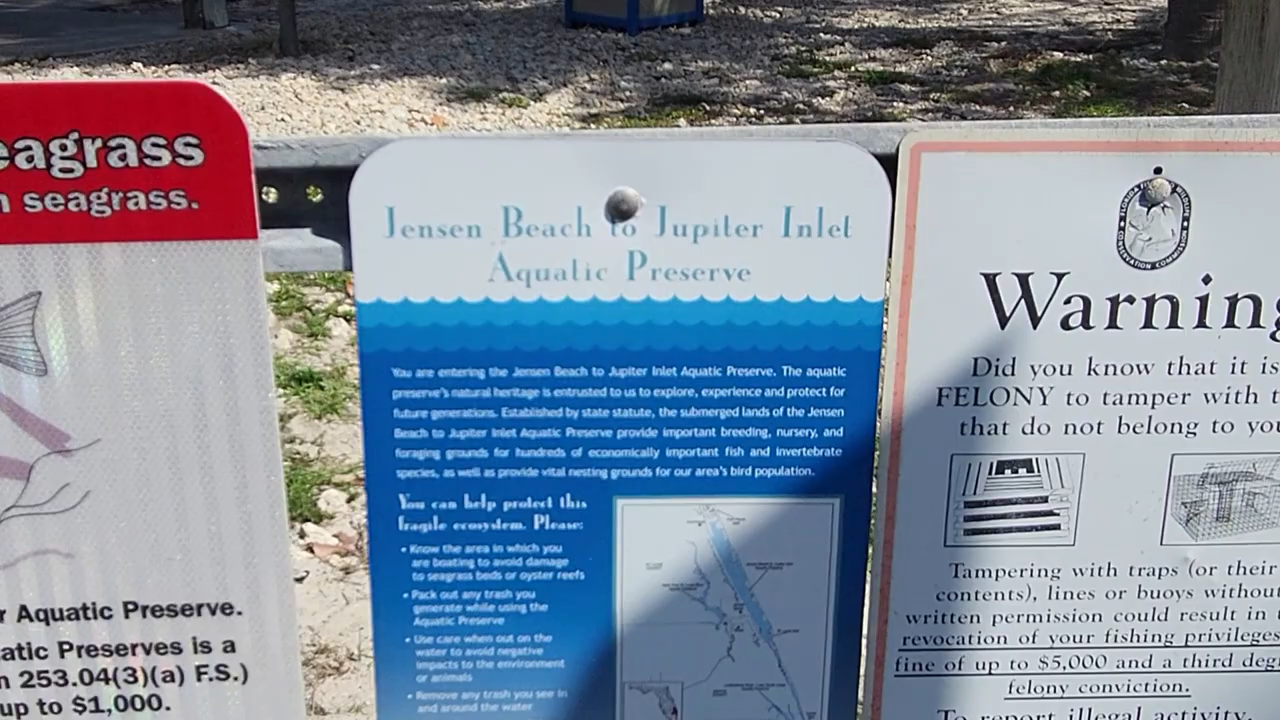 eagrass
n seagrass.
r Aquatic Preserve.
atic Preserves is a
n 253.04(3)(a) F.S.)
up to $1,000.
Jensen Beach to Jupiter Inlet
Aquatic Preserve
You are entering the Jensen Beach to Jupiter Inlet Aquatic Preserve. The aquatic
preserve's natural heritage is entrusted to us to explore, experience and protect for
future generations. Established by state statute, the submerged lands of the Jensen
Beach to Jupiter Inlet Aquatic Preserve provide important breeding, nursery, and
foraging grounds for hundreds of economically important fish and invertebrate
species, as well as provide vital nesting grounds for our area's bird population.
You can help protect this
fragile ecosystem. Please:
• Know the area in which you
are boating to avoid damage
to seagrass beds or oyster reefs
• Pack out any trash you
generate while using the
Aquatic Preserve
• Use care when out on the
water to avoid negative
impacts to the environment
or animals
• Remove any trash you see in
and around the water
Warning
Did you know that it is
FELONY to tamper with t
that do not belong to you
Tampering with traps (or their
contents), lines or buoys without
written permission could result in
revocation of your fishing privileges
fine of up to $5,000 and a third deg
felony conviction.
To report illegal activity,